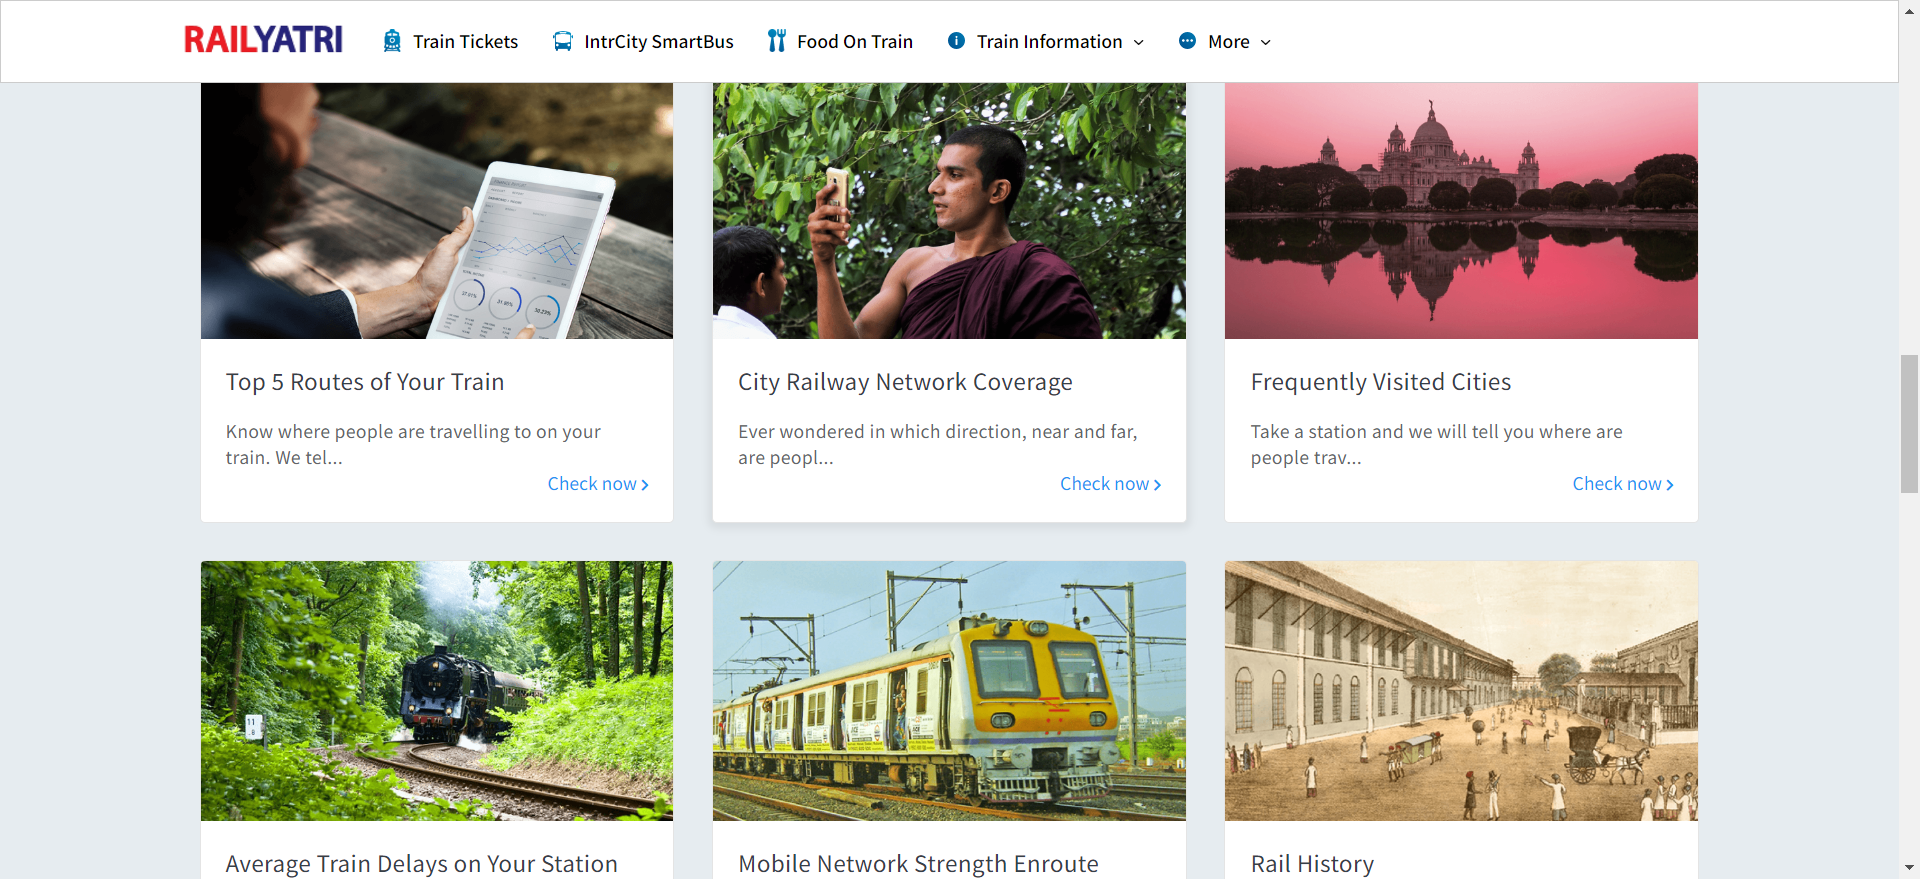 RAILYATRI
Train Tickets
IntrCity SmartBus
Food On Train
Train Information
More
Top 5 Routes of Your Train
Know where people are travelling to on your
train. We tel...
Check now
City Railway Network Coverage
Ever wondered in which direction, near and far,
are peopl...
Check now
Frequently Visited Cities
Take a station and we will tell you where are
people trav...
Check now
11
8
Average Train Delays on Your Station
Mobile Network Strength Enroute
Rail History